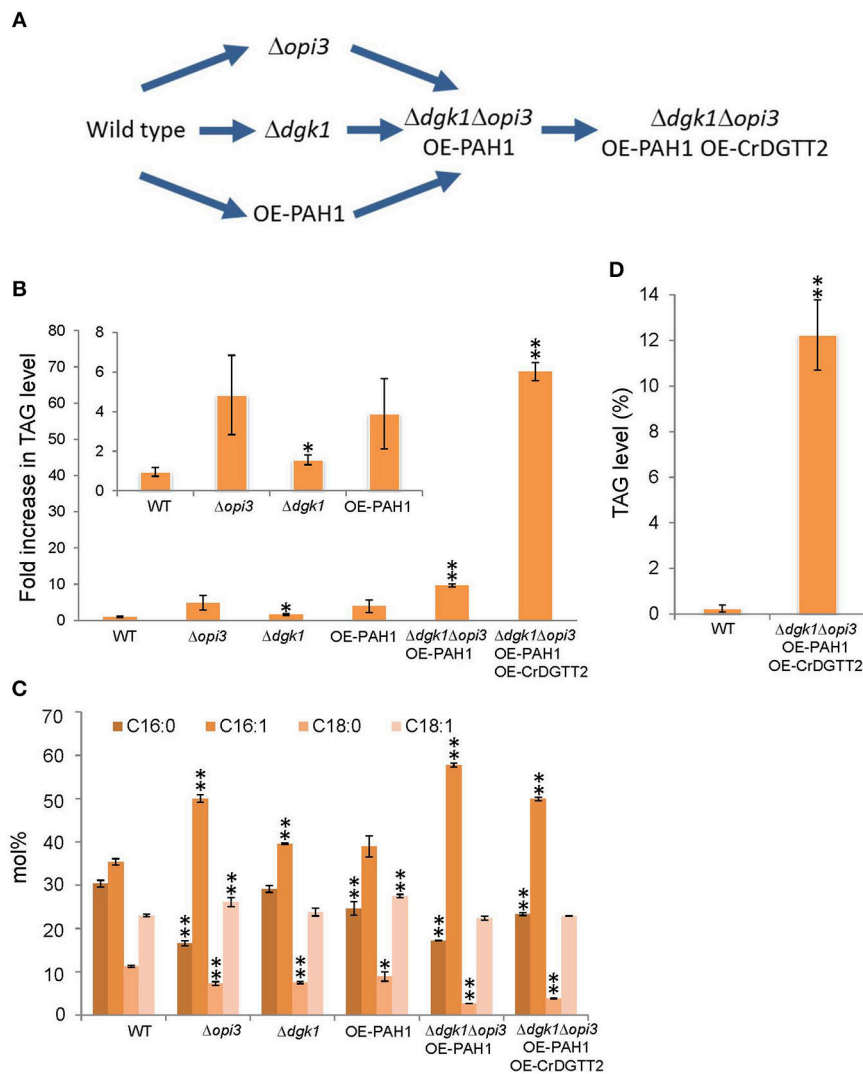 A
Δopi3
Wild type
Δdgk1
Δdgk1Δopi3
OE-PAH1
Δdgk1Δopi3
OE-PAH1 OE-CrDGTT2
OE-PAH1
B
Fold increase in TAG level
80
70
60
50
40
30
20
10
0
8
6
4
2
0
WT
Δopi3
Δdgk1
OE-PAH1
*
*
**
**
WT
Δopi3
Δdgk1
OE-PAH1
Δdgk1Δopi3
OE-PAH1
Δdgk1Δopi3
OE-PAH1
OE-CrDGTT2
D
TAG level (%)
14
12
10
8
6
4
2
0
**
WT
Δdgk1Δopi3
OE-PAH1
OE-CrDGTT2
C
mol%
70
60
50
40
30
20
10
0
C16:0
C16:1
C18:0
C18:1
**
**
**
**
**
**
**
**
*
**
**
**
**
**
**
WT
Δopi3
Δdgk1
OE-PAH1
Δdgk1Δopi3
OE-PAH1
Δdgk1Δopi3
OE-PAH1
OE-CrDGTT2